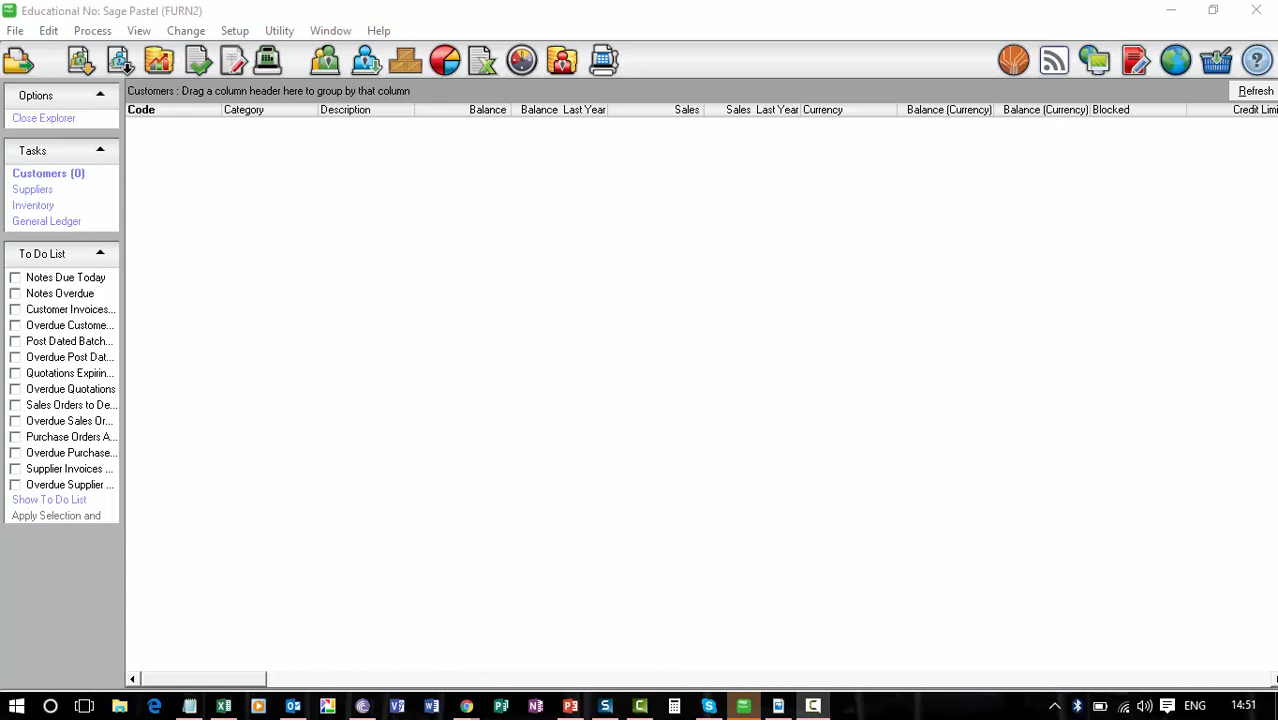 Educational No: Sage Pastel (FURN2)
File Edit Process View Change Setup Utility Window Help
Options
Close Explorer
Tasks
Customers (0)
Suppliers
Inventory
General Ledger
To Do List
Notes Due Today
Notes Overdue
Customer Invoices...
Overdue Custome...
Post Dated Batch...
Overdue Post Dat...
Quotations Expirin...
Overdue Quotations
Sales Orders to De...
Overdue Sales Or...
Purchase Orders A...
Overdue Purchase...
Supplier Invoices ...
Overdue Supplier ...
Show To Do List
Apply Selection and
Customers : Drag a column header here to group by that column
Refresh
Code Category Description Balance Balance Last Year Sales Sales Last Year Currency Balance (Currency) Balance (Currency) Blocked Credit Limi
ENG 14:51